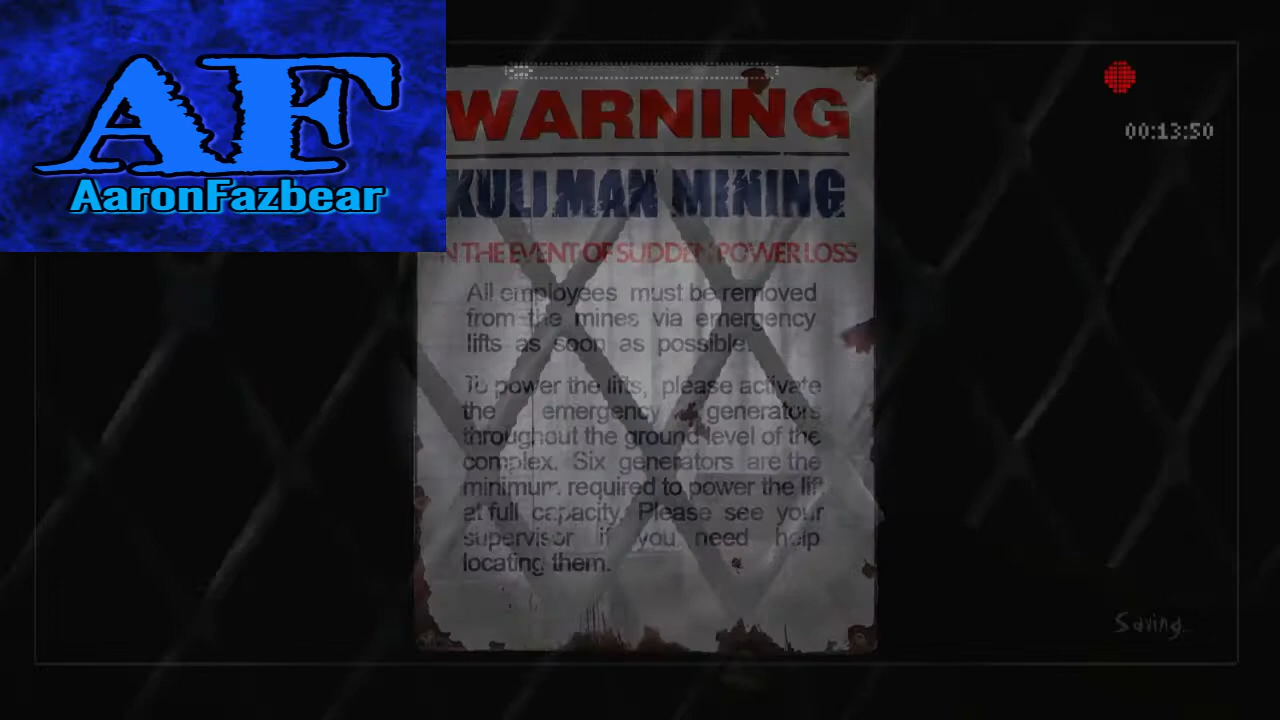 AF
AaronFazbear
WARNING
00:13:50
KULLMAN MINING
IN THE EVENT OF SUDDEN POWER LOSS
All employees must be removed
from the mines via emergency
lifts as soon as possible.
To power the lifts, please activate
the emergency generators
throughout the ground level of the
complex. Six generators are the
minimum required to power the lift
at full capacity. Please see your
supervisor if you need help
locating them.
Saving...